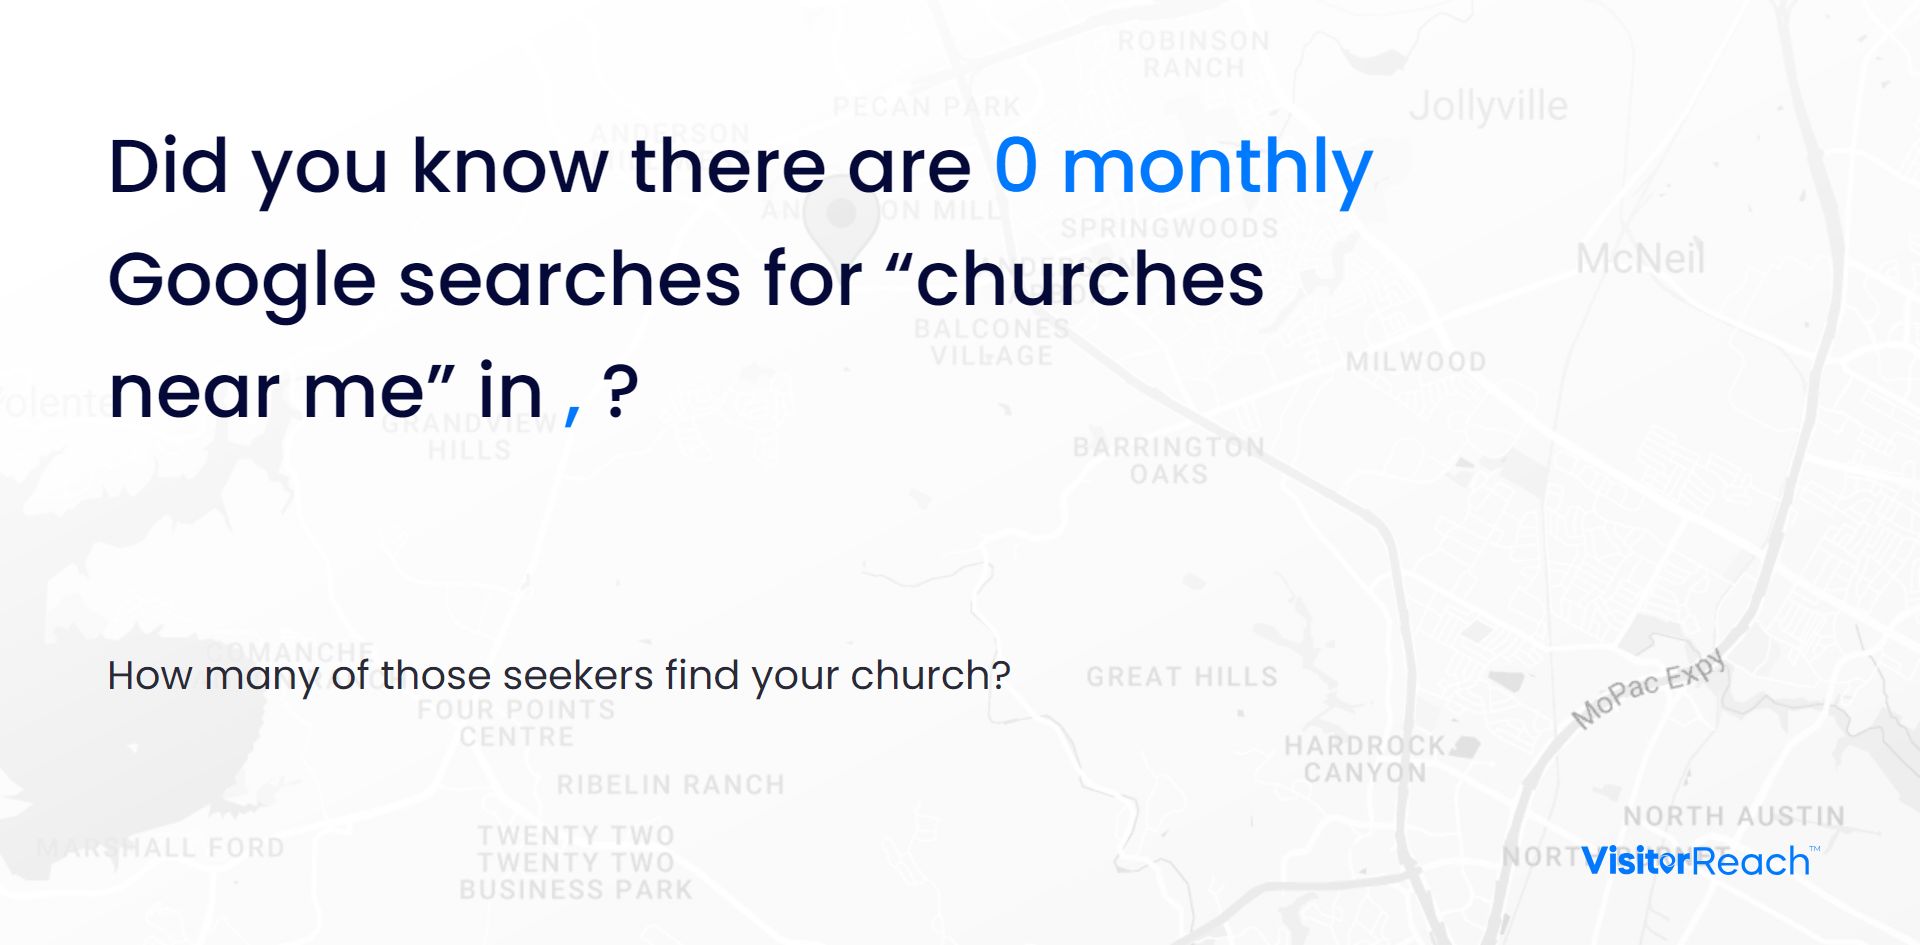 ROBINSON
RANCH
PECAN PARK
Jollyville
ANDERSON
Did you know there are 0 monthly
ON MILL
SPRINGWOODS
McNeil
Google searches for “churches
BALCONES
VILLAGE
MILWOOD
near me” in , ?
GRANDVIEW
HILLS
BARRINGTON
OAKS
COMANCHE
How many of those seekers find your church?
GREAT HILLS
MoPac Expy
FOUR POINTS
CENTRE
HARDROCK
CANYON
RIBELIN RANCH
NORTH AUSTIN
TWENTY TWO
TWENTY TWO
BUSINESS PARK
MARSHALL FORD
VisitorReach™